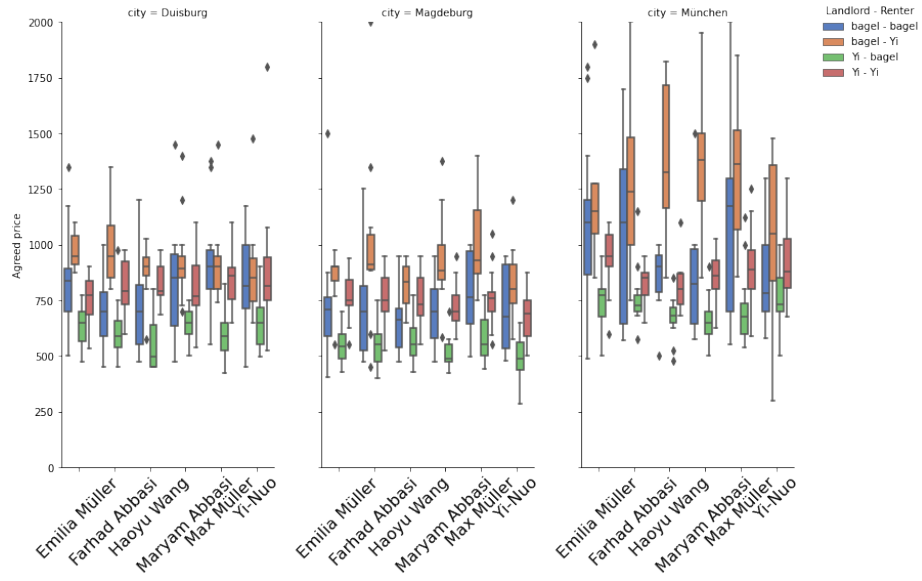 city = Duisburg
city = Magdeburg
city = München
Landlord - Renter
bagel - bagel
bagel - Yi
Yi - bagel
Yi - Yi
Agreed price
2000
1750
1500
1250
1000
750
500
250
0
Emilia Müller
Farhad Abbasi
Haoyu Wang
Maryam Abbasi
Max Müller
Yi-Nuo
Emilia Müller
Farhad Abbasi
Haoyu Wang
Maryam Abbasi
Max Müller
Yi-Nuo
Emilia Müller
Farhad Abbasi
Haoyu Wang
Maryam Abbasi
Max Müller
Yi-Nuo